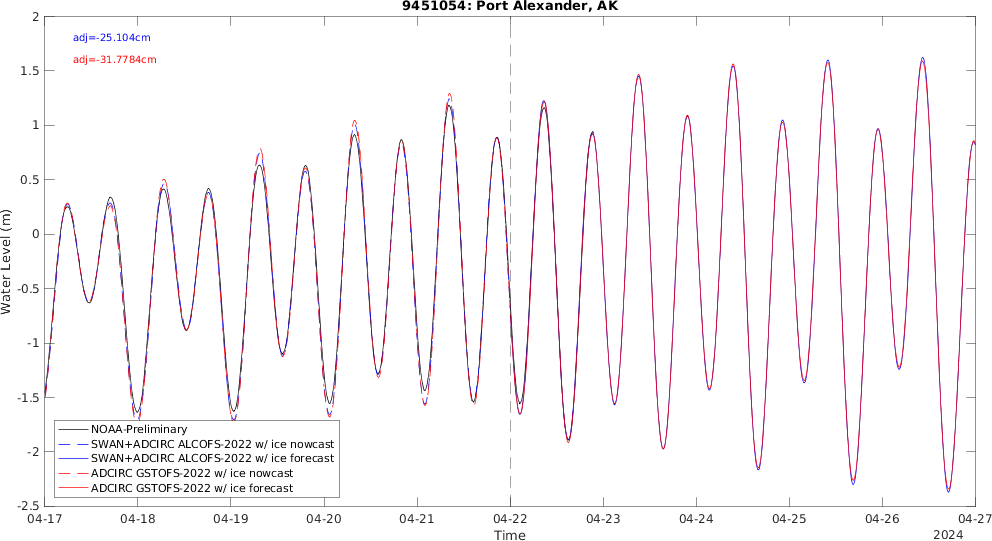 9451054: Port Alexander, AK
adj=-25.104cm
adj=-31.7784cm
2
1.5
1
0.5
0
-0.5
-1
-1.5
-2
-2.5
Water Level (m)
NOAA-Preliminary
SWAN+ADCIRC ALCOFS-2022 w/ ice nowcast
SWAN+ADCIRC ALCOFS-2022 w/ ice forecast
ADCIRC GSTOFS-2022 w/ ice nowcast
ADCIRC GSTOFS-2022 w/ ice forecast
04-17 04-18 04-19 04-20 04-21 04-22 04-23 04-24 04-25 04-26 04-27
Time
2024